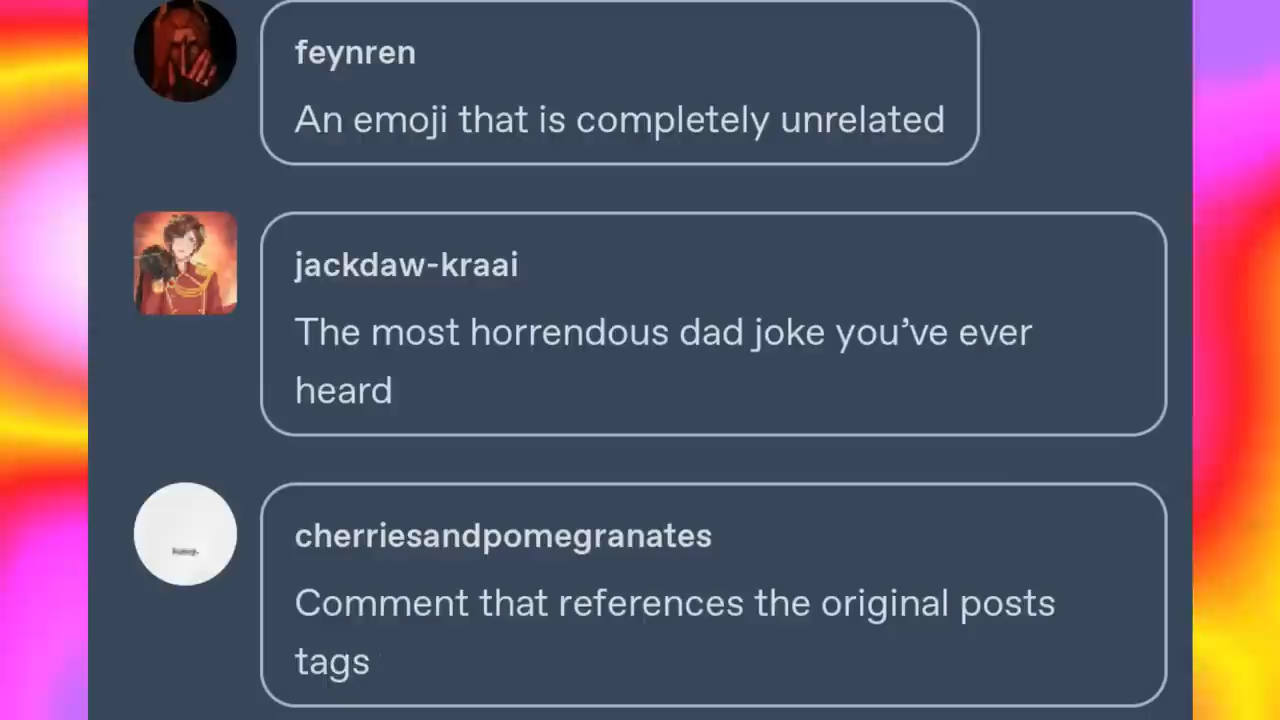 feynren
An emoji that is completely unrelated
jackdaw-kraai
The most horrendous dad joke you’ve ever
heard
cherriesandpomegranates
Comment that references the original posts
tags